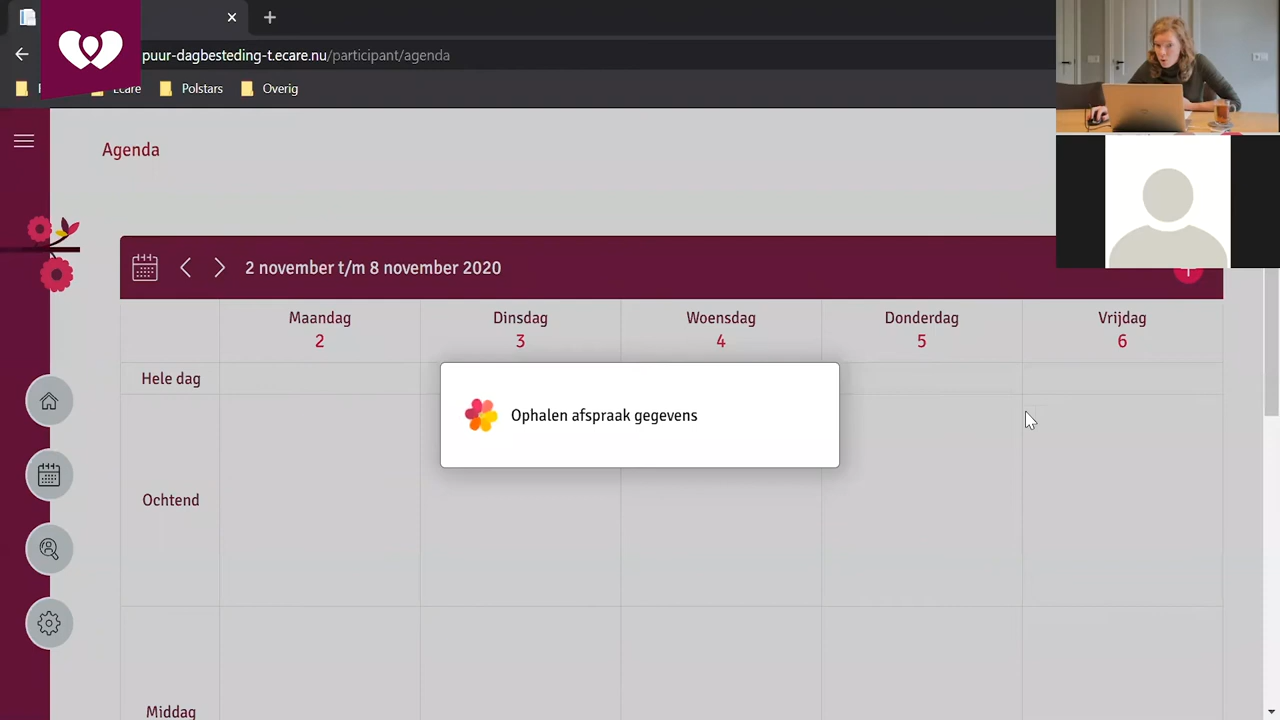 puur-dagbesteding-t.ecare.nu/participant/agenda
Ecare
Polstars
Overig
Agenda
2 november t/m 8 november 2020
Maandag
2
Dinsdag
3
Woensdag
4
Donderdag
5
Vrijdag
6
Hele dag
Ophalen afspraak gegevens
Ochtend
Middag